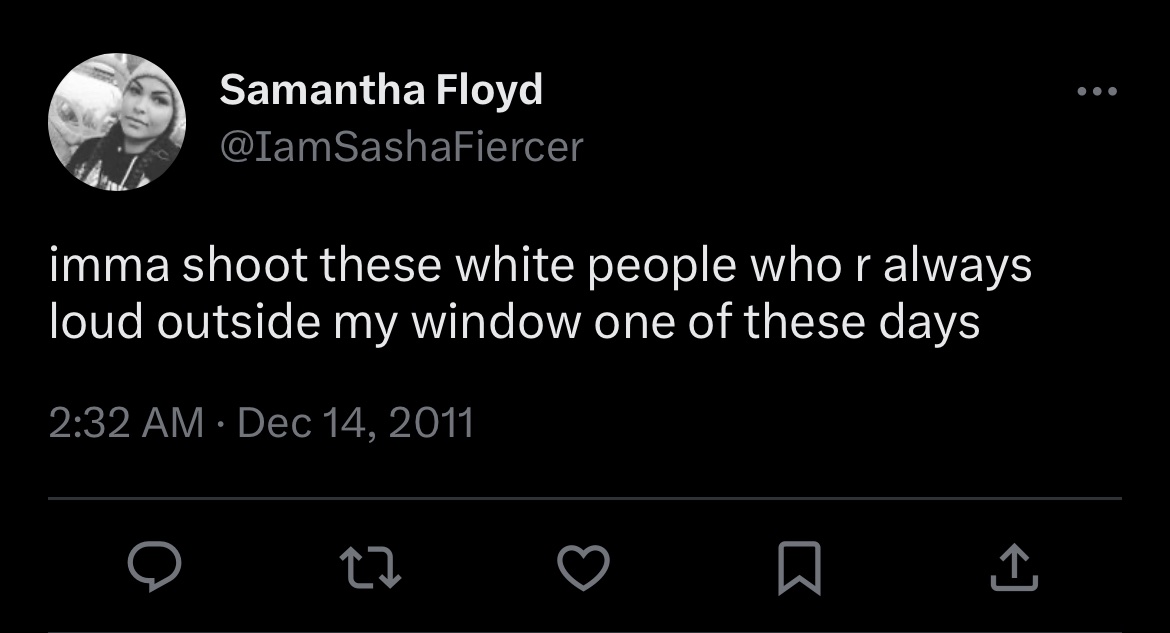 Samantha Floyd
@IamSashaFiercer
imma shoot these white people who r always
loud outside my window one of these days
2:32 AM · Dec 14, 2011